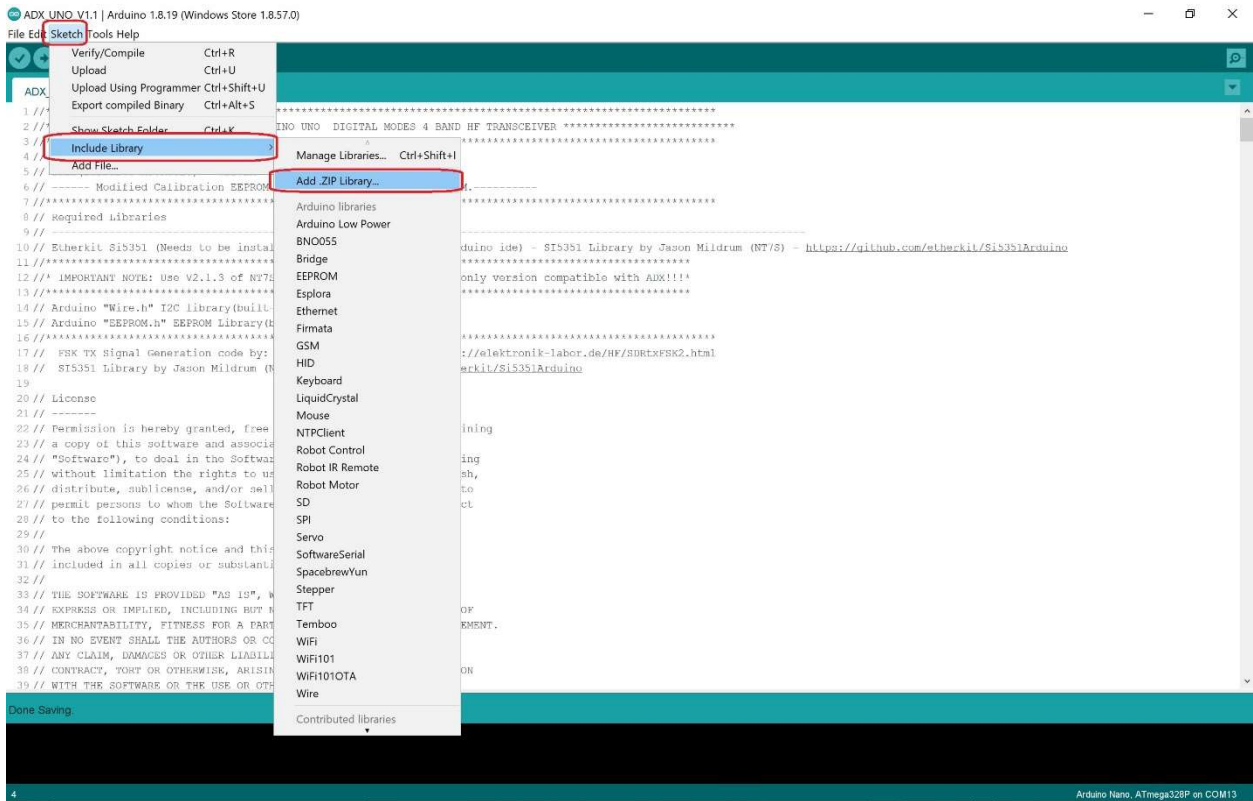 ADX_UNO_V1.1 | Arduino 1.8.19 (Windows Store 1.8.57.0)
File Edit Sketch Tools Help
Verify/Compile Ctrl+R
Upload Ctrl+U
Upload Using Programmer Ctrl+Shift+U
Export compiled Binary Ctrl+Alt+S
Show Sketch Folder Ctrl+K
Include Library
Add File...
Manage Libraries... Ctrl+Shift+I
Add .ZIP Library...
Arduino libraries
Arduino Low Power
BNO055
Bridge
EEPROM
Esplora
Ethernet
Firmata
GSM
HID
Keyboard
LiquidCrystal
Mouse
NTPClient
Robot Control
Robot IR Remote
Robot Motor
SD
SPI
Servo
SoftwareSerial
SpacebrewYun
Stepper
TFT
Temboo
WiFi
WiFi101
WiFi101OTA
Wire
Contributed libraries
ADX_
1 //*
2 //* INO UNO DIGITAL MODES 4 BAND HF TRANSCEIVER ***************************
3 //*
4 //
5 //
6 // ------ Modified Calibration EEPROM M.----------
7 //*
8 // Required Libraries
9 // ----------
10 // Etherkit Si5351 (Needs to be instal duino ide) - SI5351 Library by Jason Mildrum (NT7S) - https://github.com/etherkit/Si5351Arduino
11 //*
12 //* IMPORTANT NOTE: Use V2.1.3 of NT7S only version compatible with ADX!!!*
13 //*
14 // Arduino "Wire.h" I2C library(built-
15 // Arduino "EEPROM.h" EEPROM Library(b
16 //*
17 // FSK TX Signal Generation code by: ://elektronik-labor.de/HF/SDRtxFSK2.html
18 // SI5351 Library by Jason Mildrum (N erkit/Si5351Arduino
19
20 // License
21 // -------
22 // Permission is hereby granted, free ining
23 // a copy of this software and associa
24 // "Software"), to deal in the Softwar ing
25 // without limitation the rights to us sh,
26 // distribute, sublicense, and/or sell to
27 // permit persons to whom the Software ct
28 // to the following conditions:
29 //
30 // The above copyright notice and this
31 // included in all copies or substanti
32 //
33 // THE SOFTWARE IS PROVIDED "AS IS", W
34 // EXPRESS OR IMPLIED, INCLUDING BUT N OF
35 // MERCHANTABILITY, FITNESS FOR A PART EMENT.
36 // IN NO EVENT SHALL THE AUTHORS OR CO
37 // ANY CLAIM, DAMAGES OR OTHER LIABILI
38 // CONTRACT, TORT OR OTHERWISE, ARISIN ON
39 // WITH THE SOFTWARE OR THE USE OR OTH
Done Saving.
4
Arduino Nano, ATmega328P on COM13